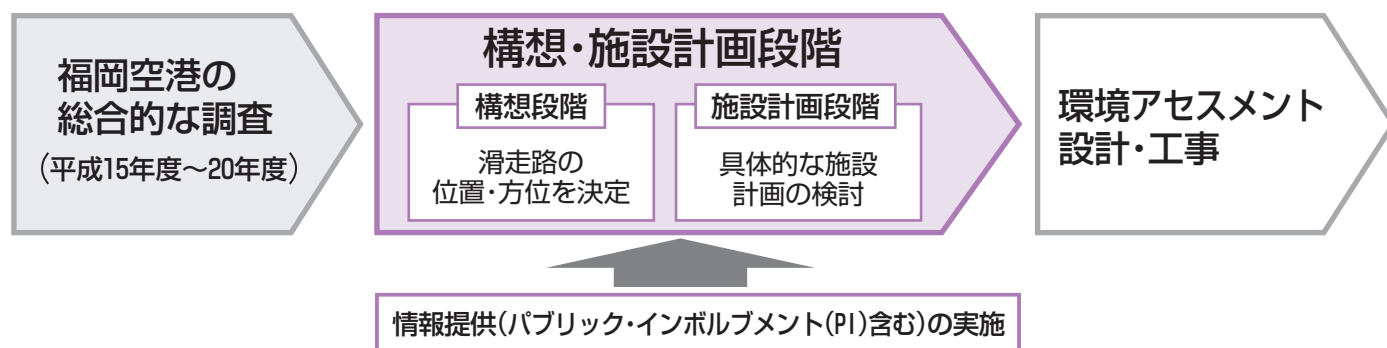 福岡空港の
総合的な調査
(平成15年度～20年度)
構想・施設計画段階
構想段階
滑走路の
位置・方位を決定
施設計画段階
具体的な施設
計画の検討
環境アセスメント
設計・工事
情報提供(パブリック・インボルブメント(PI)含む)の実施